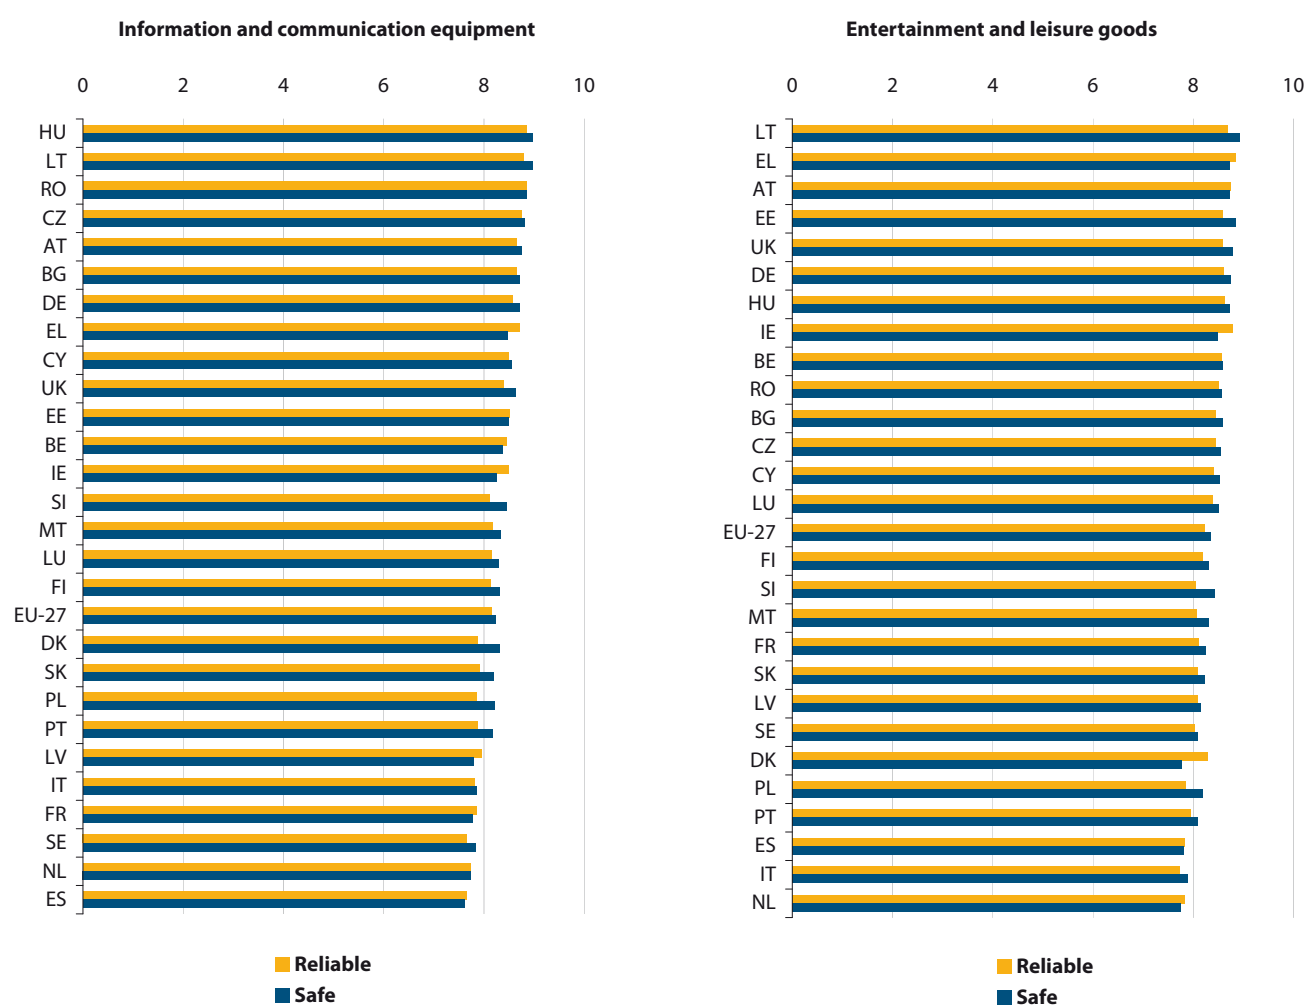 Information and communication equipment
0 2 4 6 8 10
HU
LT
RO
CZ
AT
BG
DE
EL
CY
UK
EE
BE
IE
SI
MT
LU
FI
EU-27
DK
SK
PL
PT
LV
IT
FR
SE
NL
ES
Reliable
Safe
Entertainment and leisure goods
0 2 4 6 8 10
LT
EL
AT
EE
UK
DE
HU
IE
BE
RO
BG
CZ
CY
LU
EU-27
FI
SI
MT
FR
SK
LV
SE
DK
PL
PT
ES
IT
NL
Reliable
Safe